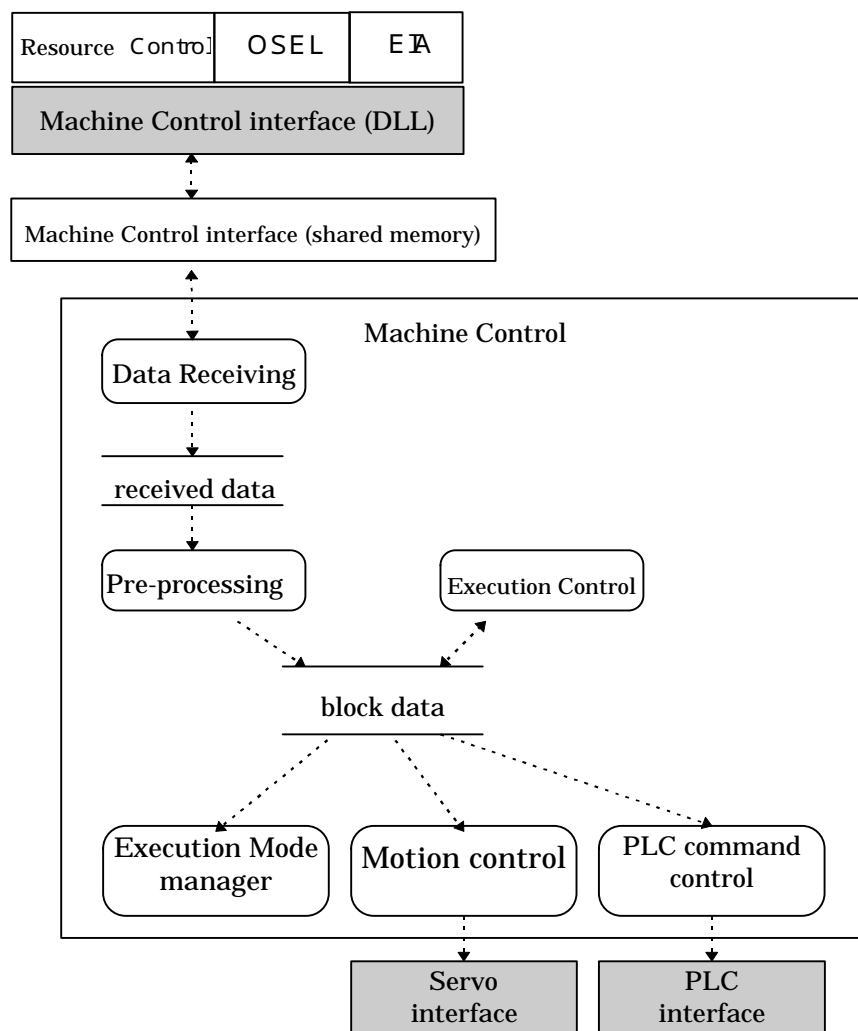 Resource Control OSEL EIA
Machine Control interface (DLL)
Machine Control interface (shared memory)
Machine Control
Data Receiving
received data
Pre-processing
Execution Control
block data
Execution Mode
manager
Motion control
PLC command
control
Servo
interface
PLC
interface